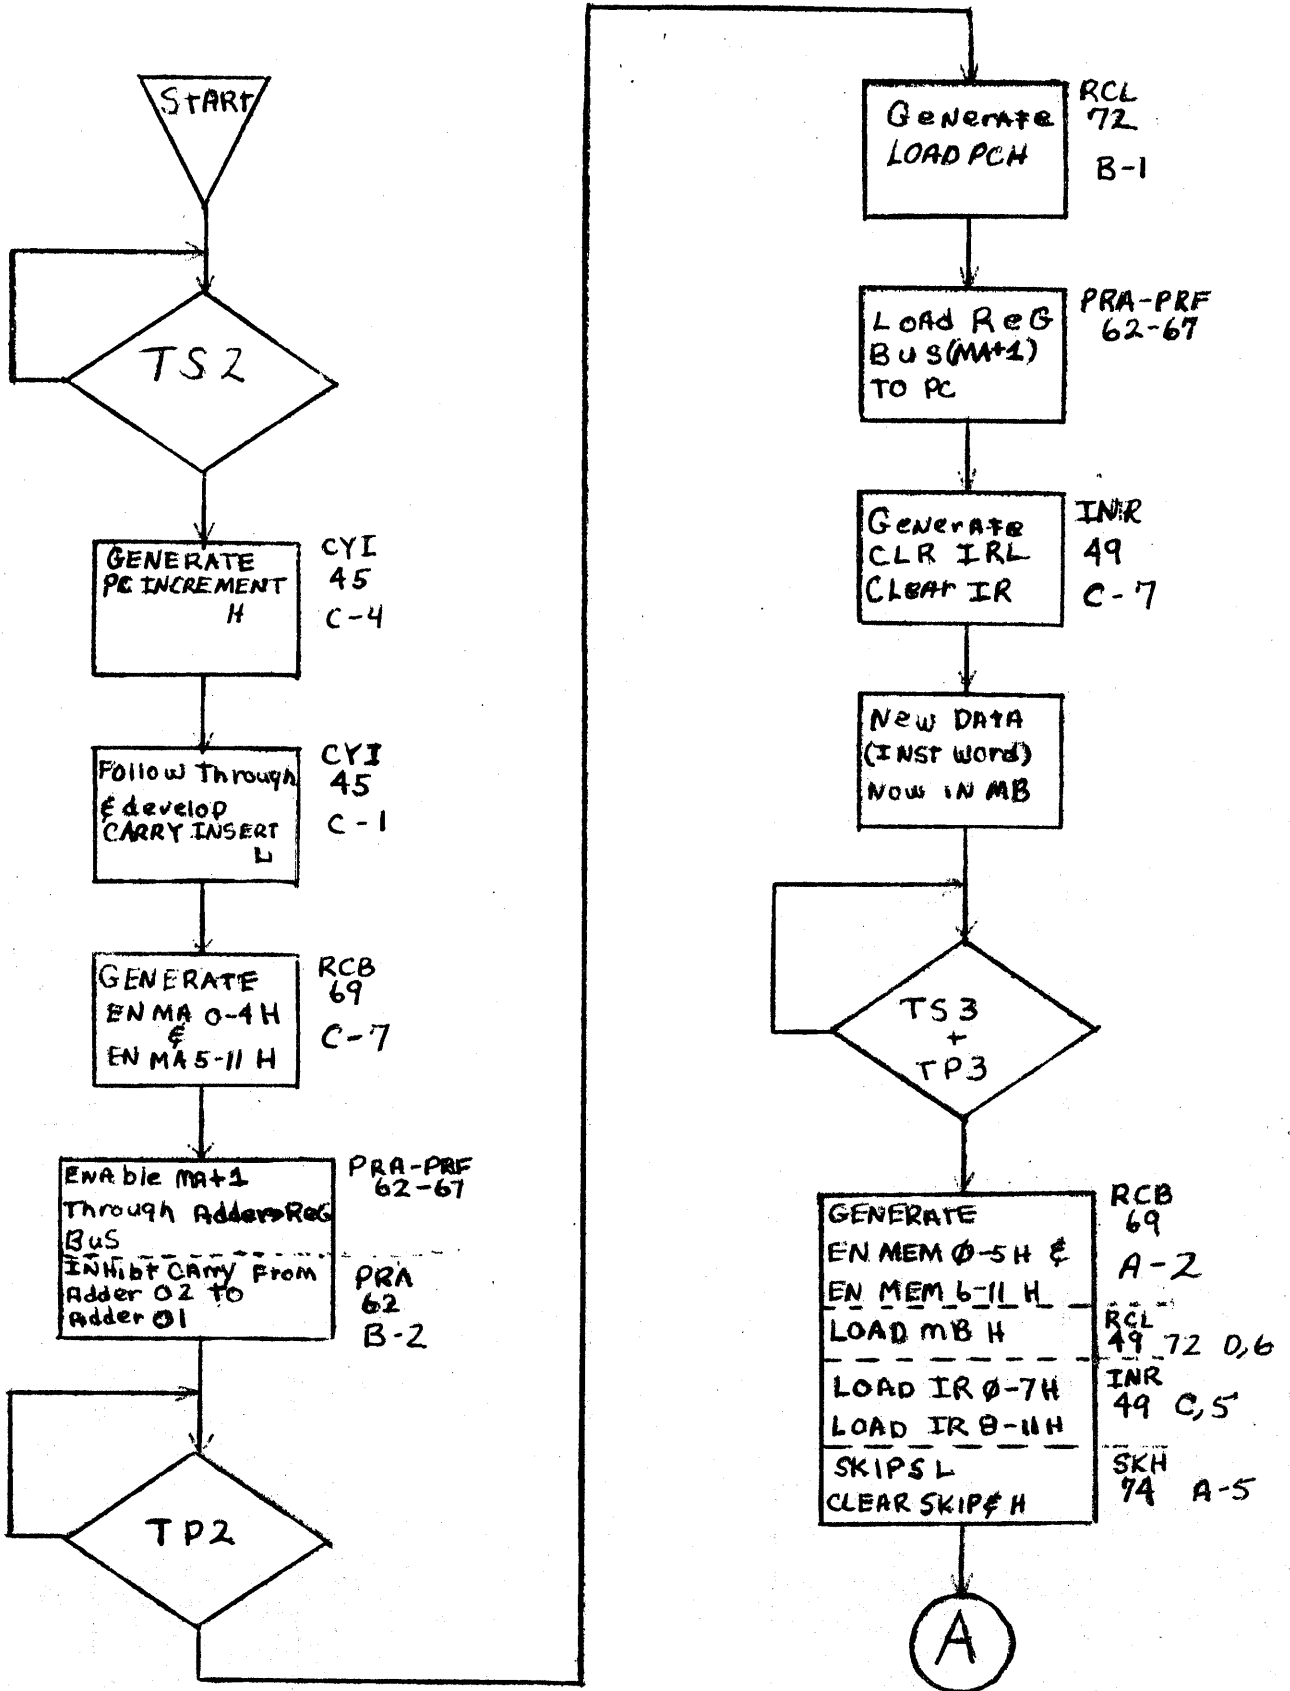 START
TS2
GENERATE
PC INCREMENT
H
CYI
45
C-4
Follow Through
& develop
CARRY INSERT
L
CYI
45
C-1
GENERATE
EN MA 0-4 H
&
EN MA 5-11 H
RCB
69
C-7
ENAble MA+1
Through Adder→ReG
BuS
PRA-PRF
62-67
INHibt CArry From
Adder 02 TO
Adder 01
PRA
62
B-2
TP2
GeNerAte
LOAD PCH
RCL
72
B-1
LOAd ReG
BuS(MA+1)
TO PC
PRA-PRF
62-67
GeNerAte
CLR IRL
CLeAr IR
INR
49
C-7
New DAtA
(INST Word)
NOW IN MB
TS3
+
TP3
GENERATE
EN MEM Ø-5 H &
EN MEM 6-11 H
RCB
69
A-2
LOAD MB H
RCL
49 72 D,6
LOAD IR Ø-7H
LOAD IR 8-11H
INR
49 C,5
SKIPS L
CLEAR SKIP& H
SKH
74 A-5
A